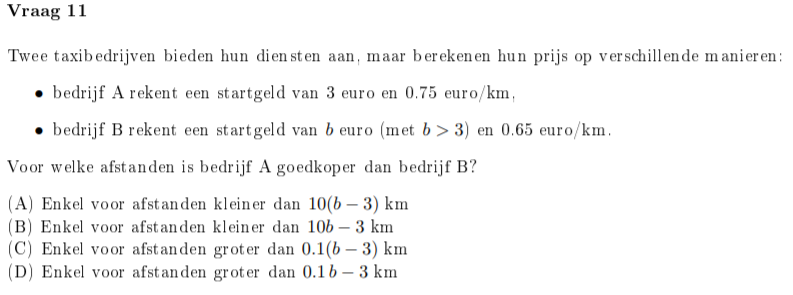 Vraag 11
Twee taxibedrijven bieden hun diensten aan, maar berekenen hun prijs op verschillende manieren:
• bedrijf A rekent een startgeld van 3 euro en 0.75 euro/km,
• bedrijf B rekent een startgeld van b euro (met b > 3) en 0.65 euro/km.
Voor welke afstanden is bedrijf A goedkoper dan bedrijf B?
(A) Enkel voor afstanden kleiner dan 10(b − 3) km
(B) Enkel voor afstanden kleiner dan 10b − 3 km
(C) Enkel voor afstanden groter dan 0.1(b − 3) km
(D) Enkel voor afstanden groter dan 0.1b − 3 km